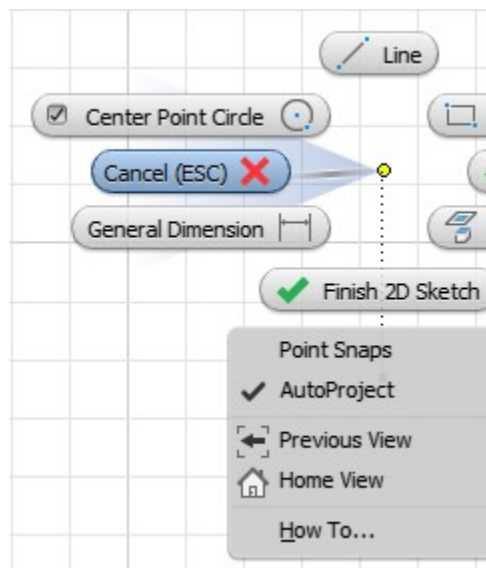 Line
Center Point Circle
Cancel (ESC)
General Dimension
Finish 2D Sketch
Point Snaps
AutoProject
Previous View
Home View
How To...